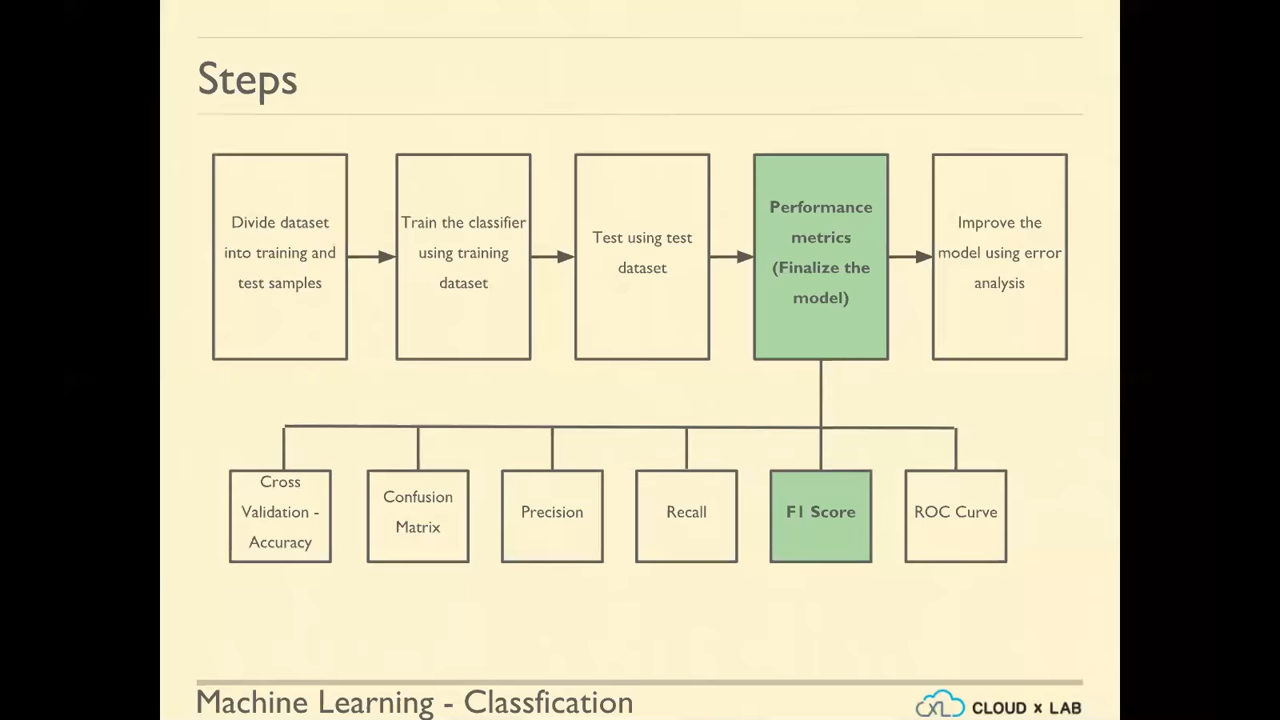 Steps
Divide dataset
into training and
test samples
Train the classifier
using training
dataset
Test using test
dataset
Performance
metrics
(Finalize the
model)
Improve the
model using error
analysis
Cross
Validation -
Accuracy
Confusion
Matrix
Precision
Recall
F1 Score
ROC Curve
Machine Learning - Classfication
XL CLOUD x LAB